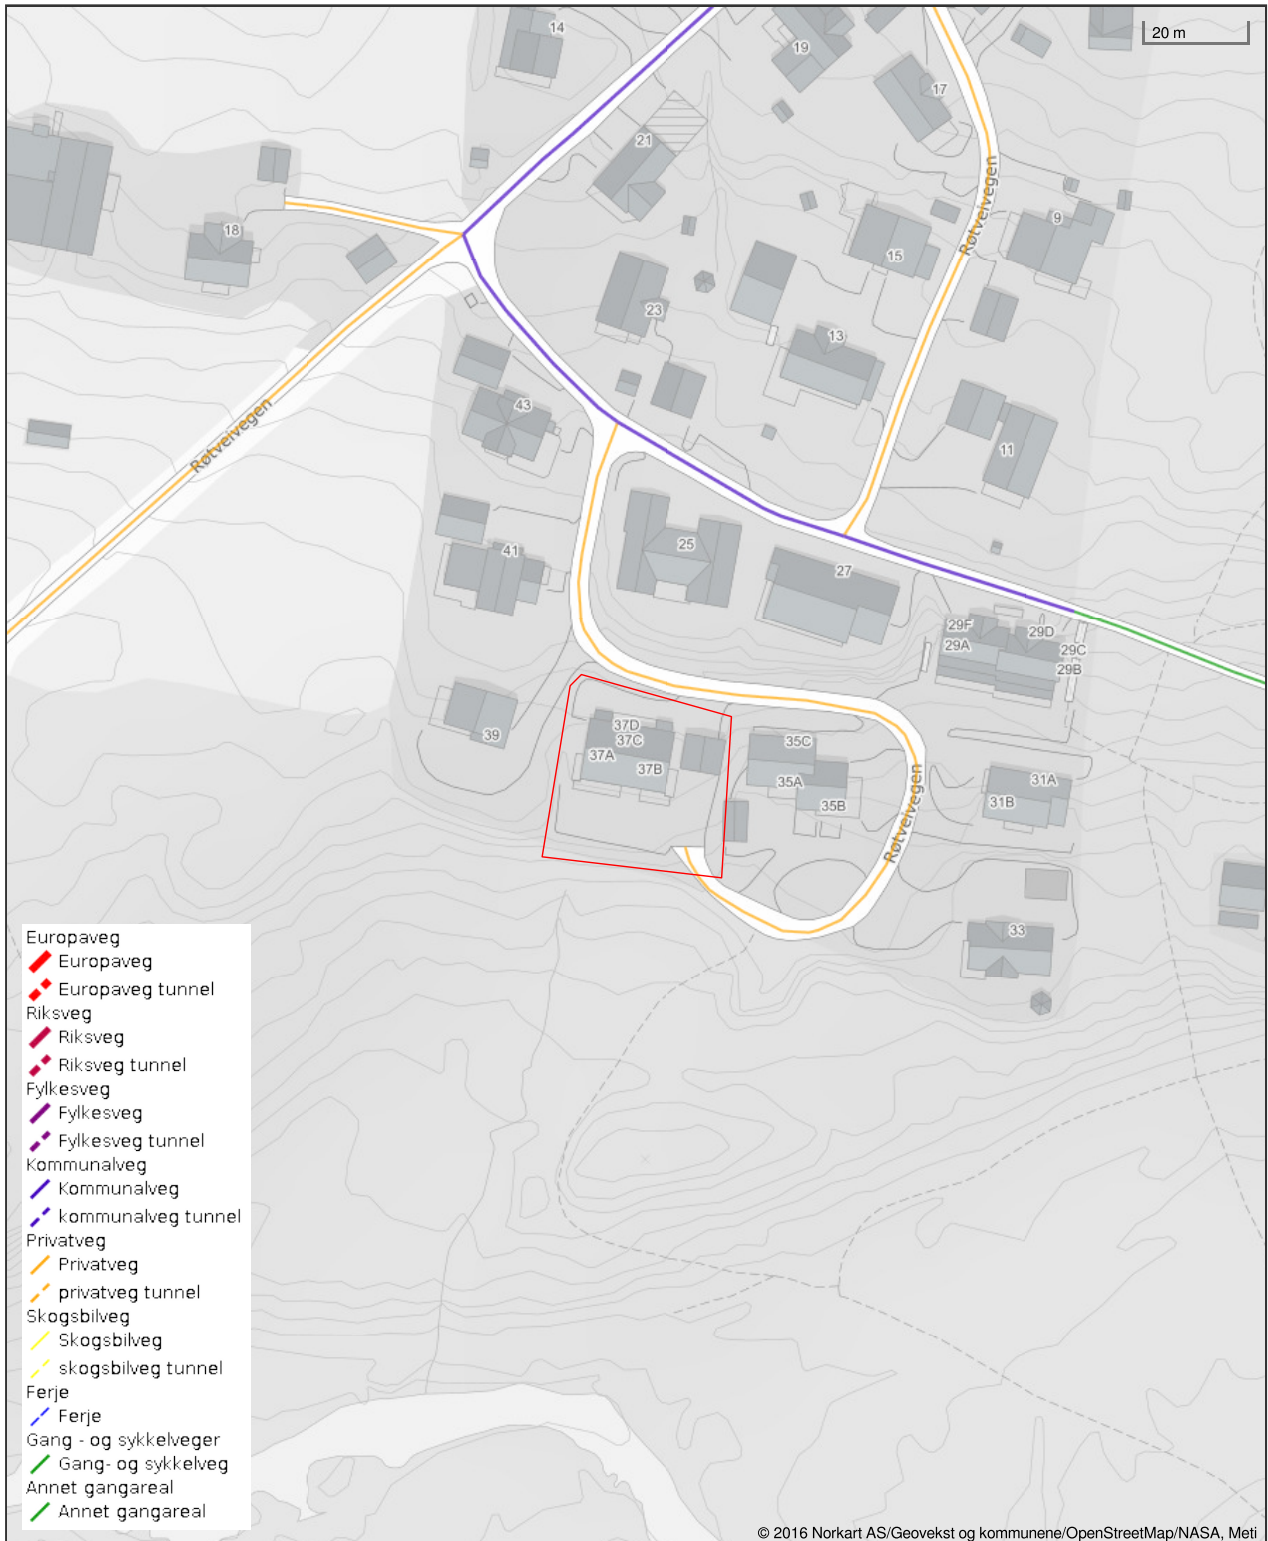 14
20 m
19
17
21
Røtveivegen
9
18
15
23
13
43
Røtveivegen
11
41
25
27
29F
29D
29A
29C
29B
39
37D
37C
37A
37B
35C
35A
35B
31A
31B
Røtveivegen
33
Europaveg
Europaveg
Europaveg tunnel
Riksveg
Riksveg
Riksveg tunnel
Fylkesveg
Fylkesveg
Fylkesveg tunnel
Kommunalveg
Kommunalveg
kommunalveg tunnel
Privatveg
Privatveg
privatveg tunnel
Skogsbilveg
Skogsbilveg
skogsbilveg tunnel
Ferje
Ferje
Gang - og sykkelveger
Gang- og sykkelveg
Annet gangareal
Annet gangareal
© 2016 Norkart AS/Geovekst og kommunene/OpenStreetMap/NASA, Meti